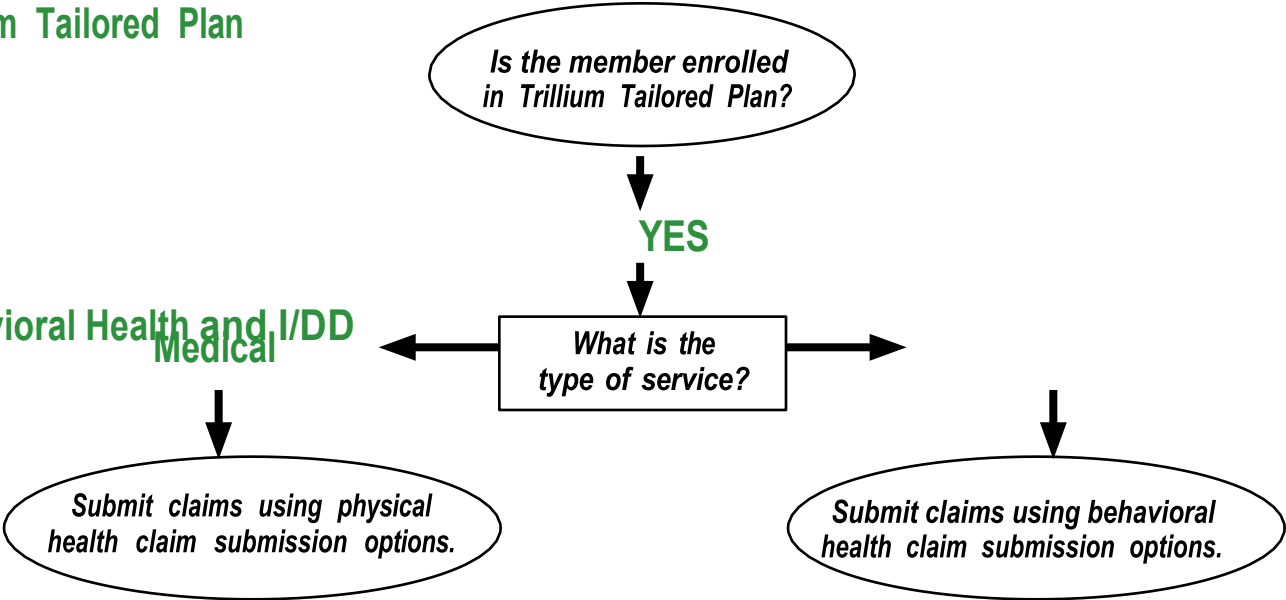 m Tailored Plan
Is the member enrolled
in Trillium Tailored Plan?
YES
vioral Health and I/DD
Medical
What is the
type of service?
Submit claims using physical
health claim submission options.
Submit claims using behavioral
health claim submission options.